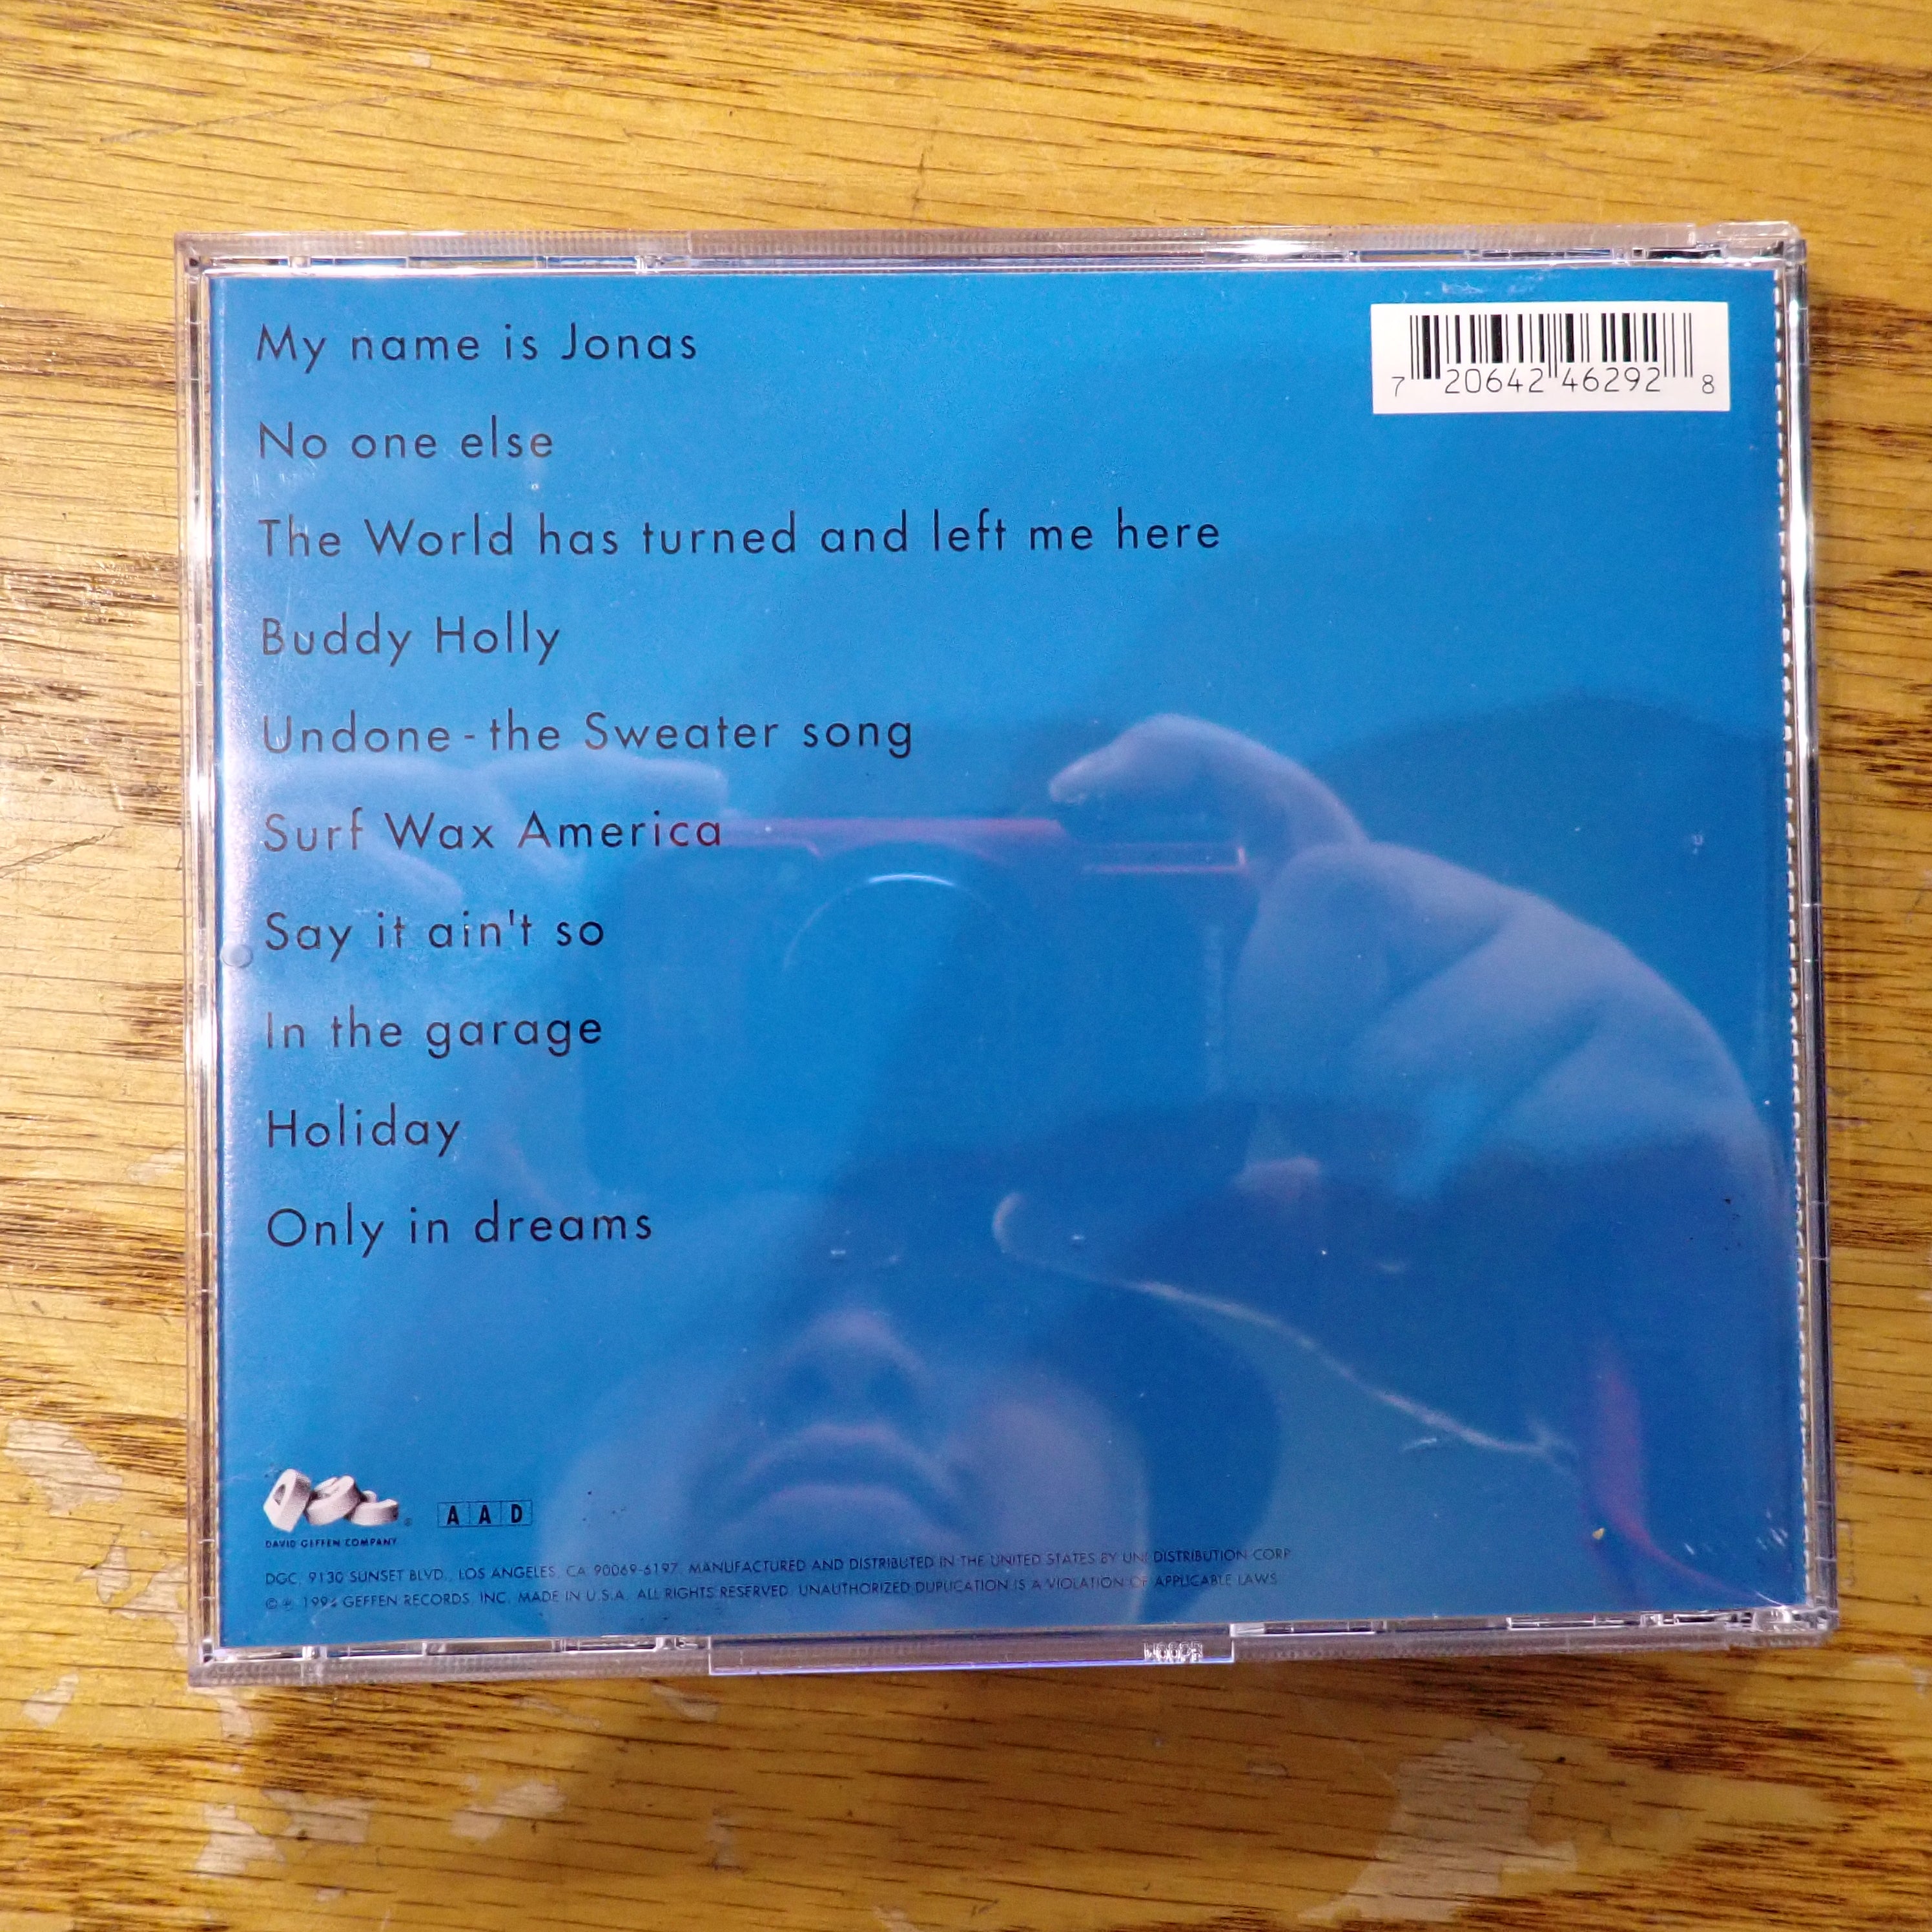 My name is Jonas
7 20642 46292 8
No one else
The World has turned and left me here
Buddy Holly
Undone - the Sweater song
Surf Wax America
Say it ain't so
In the garage
Holiday
Only in dreams
DAVID GEFFEN COMPANY
A A D
DGC, 9130 SUNSET BLVD., LOS ANGELES, CA 90069-6197. MANUFACTURED AND DISTRIBUTED IN THE UNITED STATES BY UNI DISTRIBUTION CORP.
© ℗ 1994 GEFFEN RECORDS, INC. MADE IN U.S.A. ALL RIGHTS RESERVED. UNAUTHORIZED DUPLICATION IS A VIOLATION OF APPLICABLE LAWS.